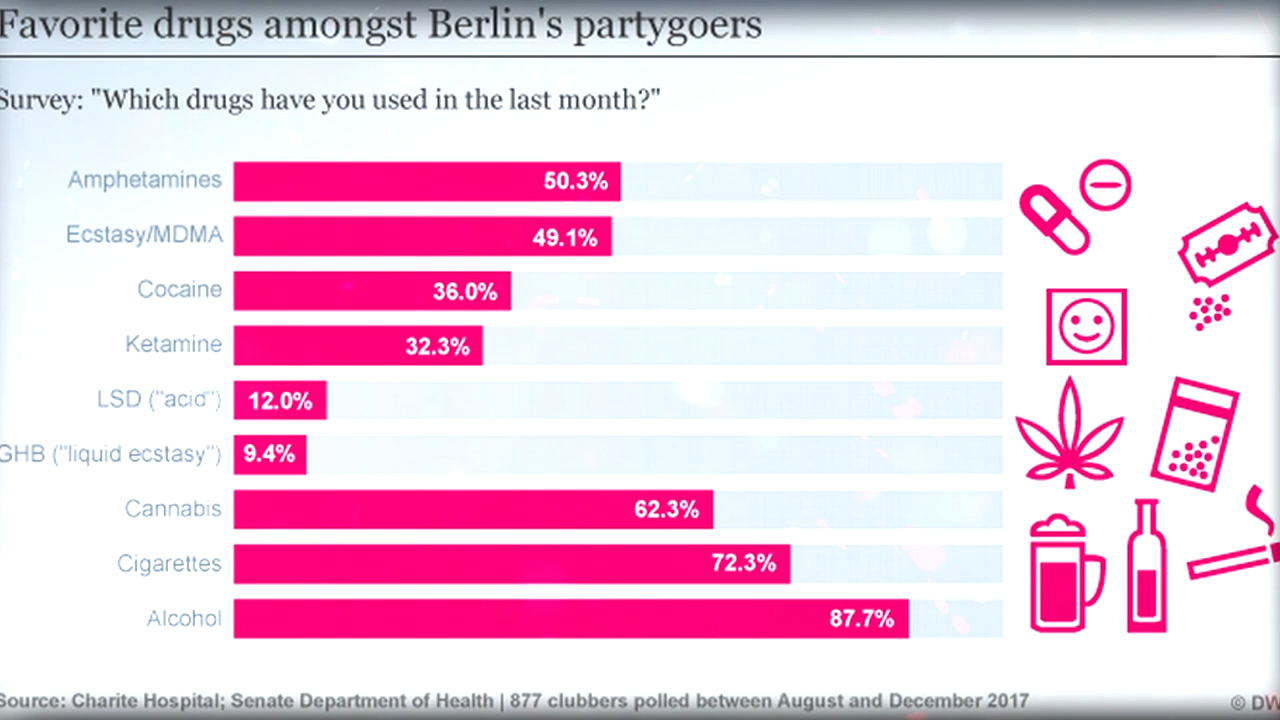 Favorite drugs amongst Berlin's partygoers
Survey: "Which drugs have you used in the last month?"
Amphetamines 50.3%
Ecstasy/MDMA 49.1%
Cocaine 36.0%
Ketamine 32.3%
LSD ("acid") 12.0%
GHB ("liquid ecstasy") 9.4%
Cannabis 62.3%
Cigarettes 72.3%
Alcohol 87.7%
Source: Charite Hospital; Senate Department of Health | 877 clubbers polled between August and December 2017
© DW